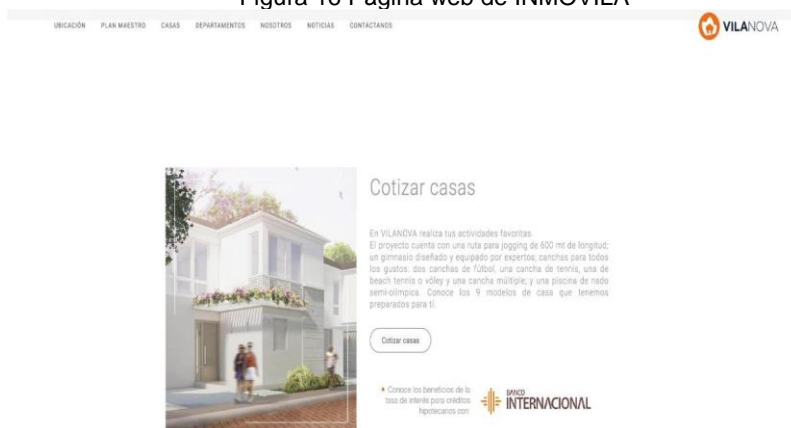 Figura 16 Página web de INMOVILA
UBICACIÓN PLAN MAESTRO CASAS DEPARTAMENTOS NOSOTROS NOTICIAS CONTÁCTANOS
VILANOVA
Cotizar casas
En VILANOVA realiza tus actividades favoritas.
El proyecto cuenta con una ruta para jogging de 600 mt de longitud;
un gimnasio diseñado y equipado por expertos; canchas para todos
los gustos: dos canchas de fútbol, una cancha de tennis, una de
beach tennis o vóley y una cancha múltiple; y una piscina de nado
semi-olímpica. Conoce los 9 modelos de casa que tenemos
preparados para tí.
Cotizar casas
Conoce los beneficios de la
tasa de interés para créditos
hipotecarios con:
BANCO
INTERNACIONAL